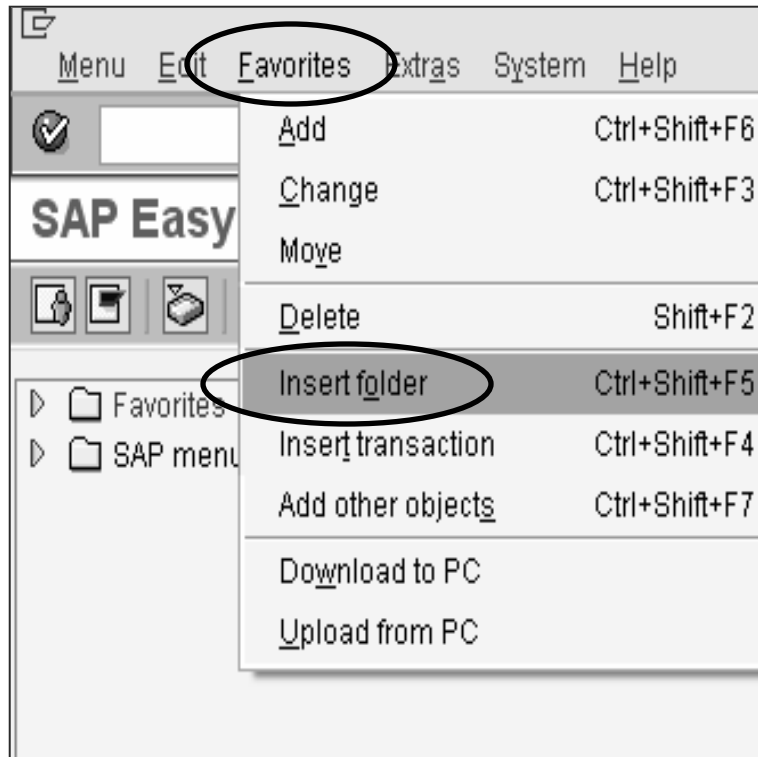 Menu Edit Favorites Extras System Help
Add Ctrl+Shift+F6
Change Ctrl+Shift+F3
Move
SAP Easy
Delete Shift+F2
Insert folder Ctrl+Shift+F5
Favorites
Insert transaction Ctrl+Shift+F4
SAP menu
Add other objects Ctrl+Shift+F7
Download to PC
Upload from PC